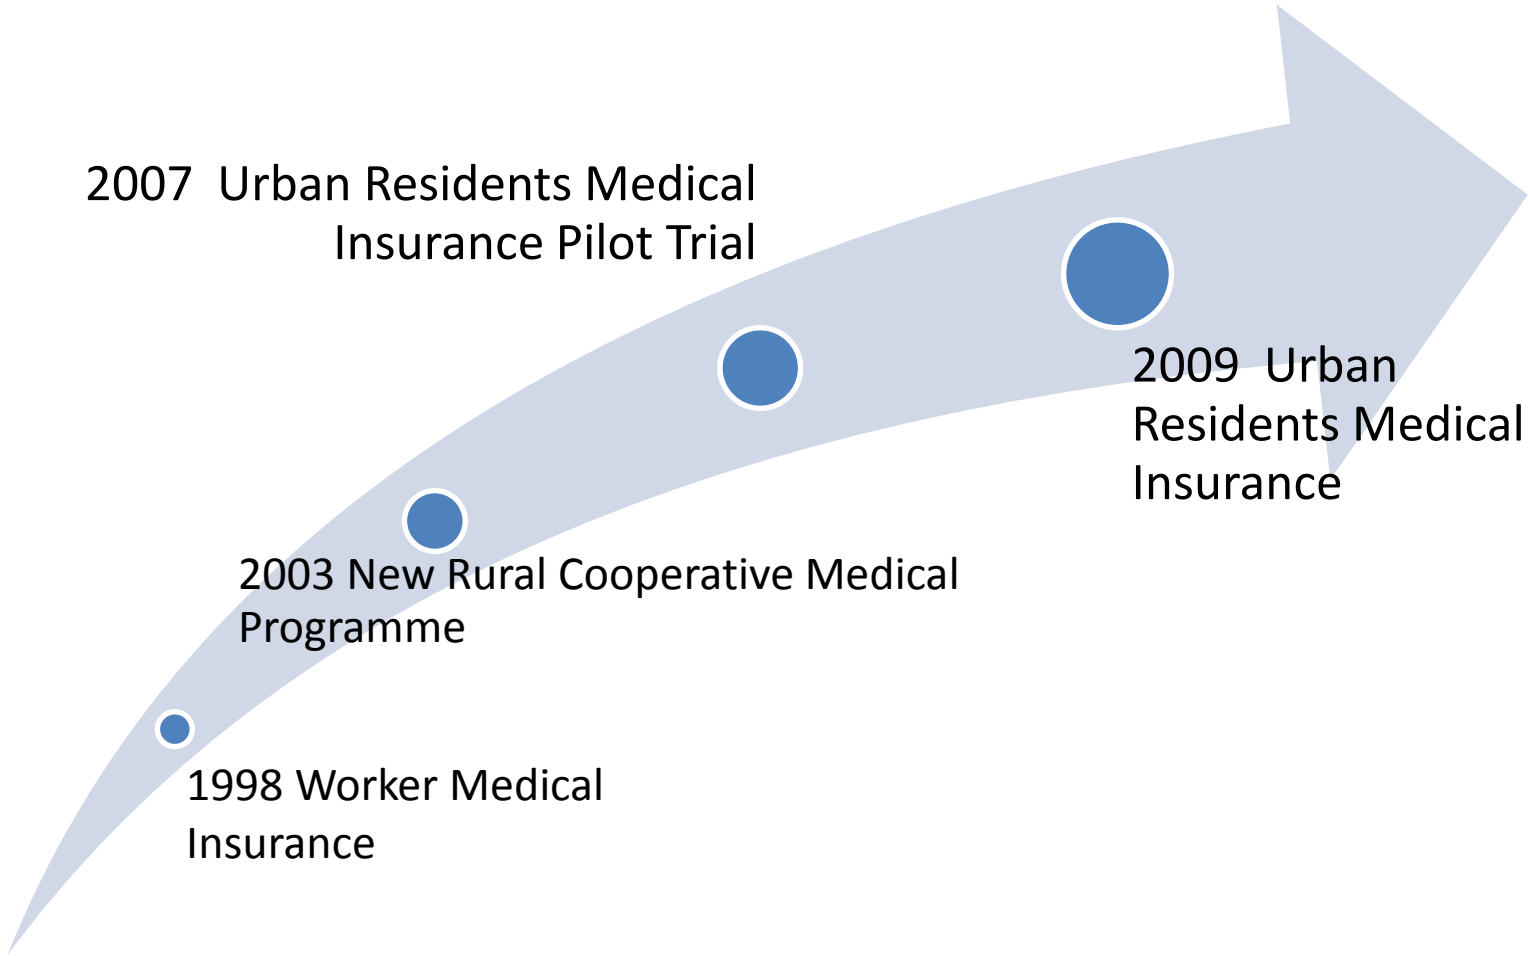 2007  Urban Residents Medical
Insurance Pilot Trial
2009  Urban
Residents Medical
Insurance
2003 New Rural Cooperative Medical
Programme
1998 Worker Medical
Insurance